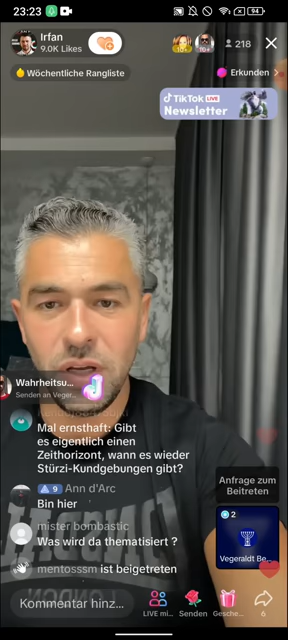 23:23
94
Irfan
9.0K Likes
10+
10+
218
Wöchentliche Rangliste
Erkunden
TikTok LIVE
Newsletter
Wahrheitsu...
Senden an Veger...
Mal ernsthaft: Gibt
es eigentlich einen
Zeithorizont, wann es wieder
Stürzi-Kundgebungen gibt?
9 Ann d'Arc
Bin hier
mister bombastic
Was wird da thematisiert ?
mentosssm ist beigetreten
Anfrage zum
Beitreten
2
Vegeraldt Be...
Kommentar hinz...
LIVE mi...
Senden
Gesche...
6